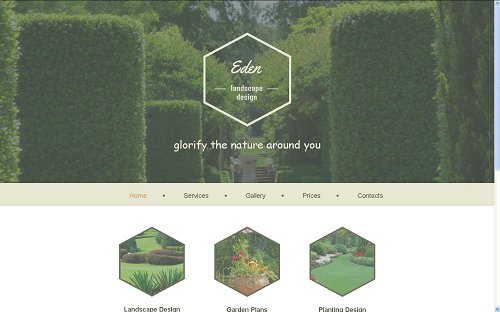 Eden
landscape
design
glorify the nature around you
Home • Services • Gallery • Prices • Contacts
Landscape Design Garden Plans Planting Design